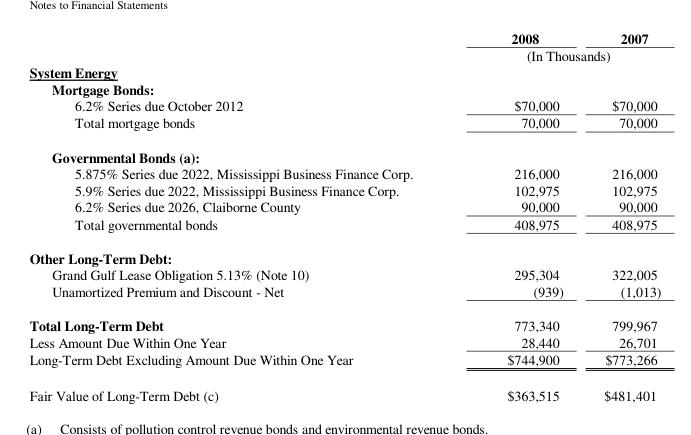 Notes to Financial Statements
2008 2007
(In Thousands)
System Energy
Mortgage Bonds:
6.2% Series due October 2012 $70,000 $70,000
Total mortgage bonds 70,000 70,000
Governmental Bonds (a):
5.875% Series due 2022, Mississippi Business Finance Corp. 216,000 216,000
5.9% Series due 2022, Mississippi Business Finance Corp. 102,975 102,975
6.2% Series due 2026, Claiborne County 90,000 90,000
Total governmental bonds 408,975 408,975
Other Long-Term Debt:
Grand Gulf Lease Obligation 5.13% (Note 10) 295,304 322,005
Unamortized Premium and Discount - Net (939) (1,013)
Total Long-Term Debt 773,340 799,967
Less Amount Due Within One Year 28,440 26,701
Long-Term Debt Excluding Amount Due Within One Year $744,900 $773,266
Fair Value of Long-Term Debt (c) $363,515 $481,401
(a) Consists of pollution control revenue bonds and environmental revenue bonds.